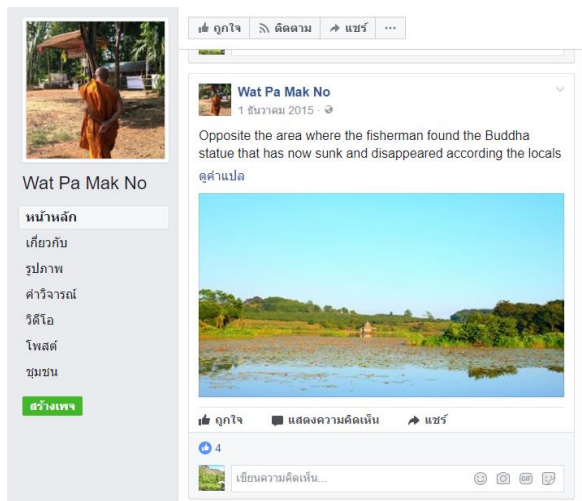 ถูกใจ ติดตาม แชร์ ...
Wat Pa Mak No
หน้าหลัก
เกี่ยวกับ
รูปภาพ
คำวิจารณ์
วิดีโอ
โพสต์
ชุมชน
สร้างเพจ
Wat Pa Mak No
1 ธันวาคม 2015 ·
Opposite the area where the fisherman found the Buddha
statue that has now sunk and disappeared according the locals
ดูคำแปล
ถูกใจ แสดงความคิดเห็น แชร์
4
เขียนความคิดเห็น...
GIF